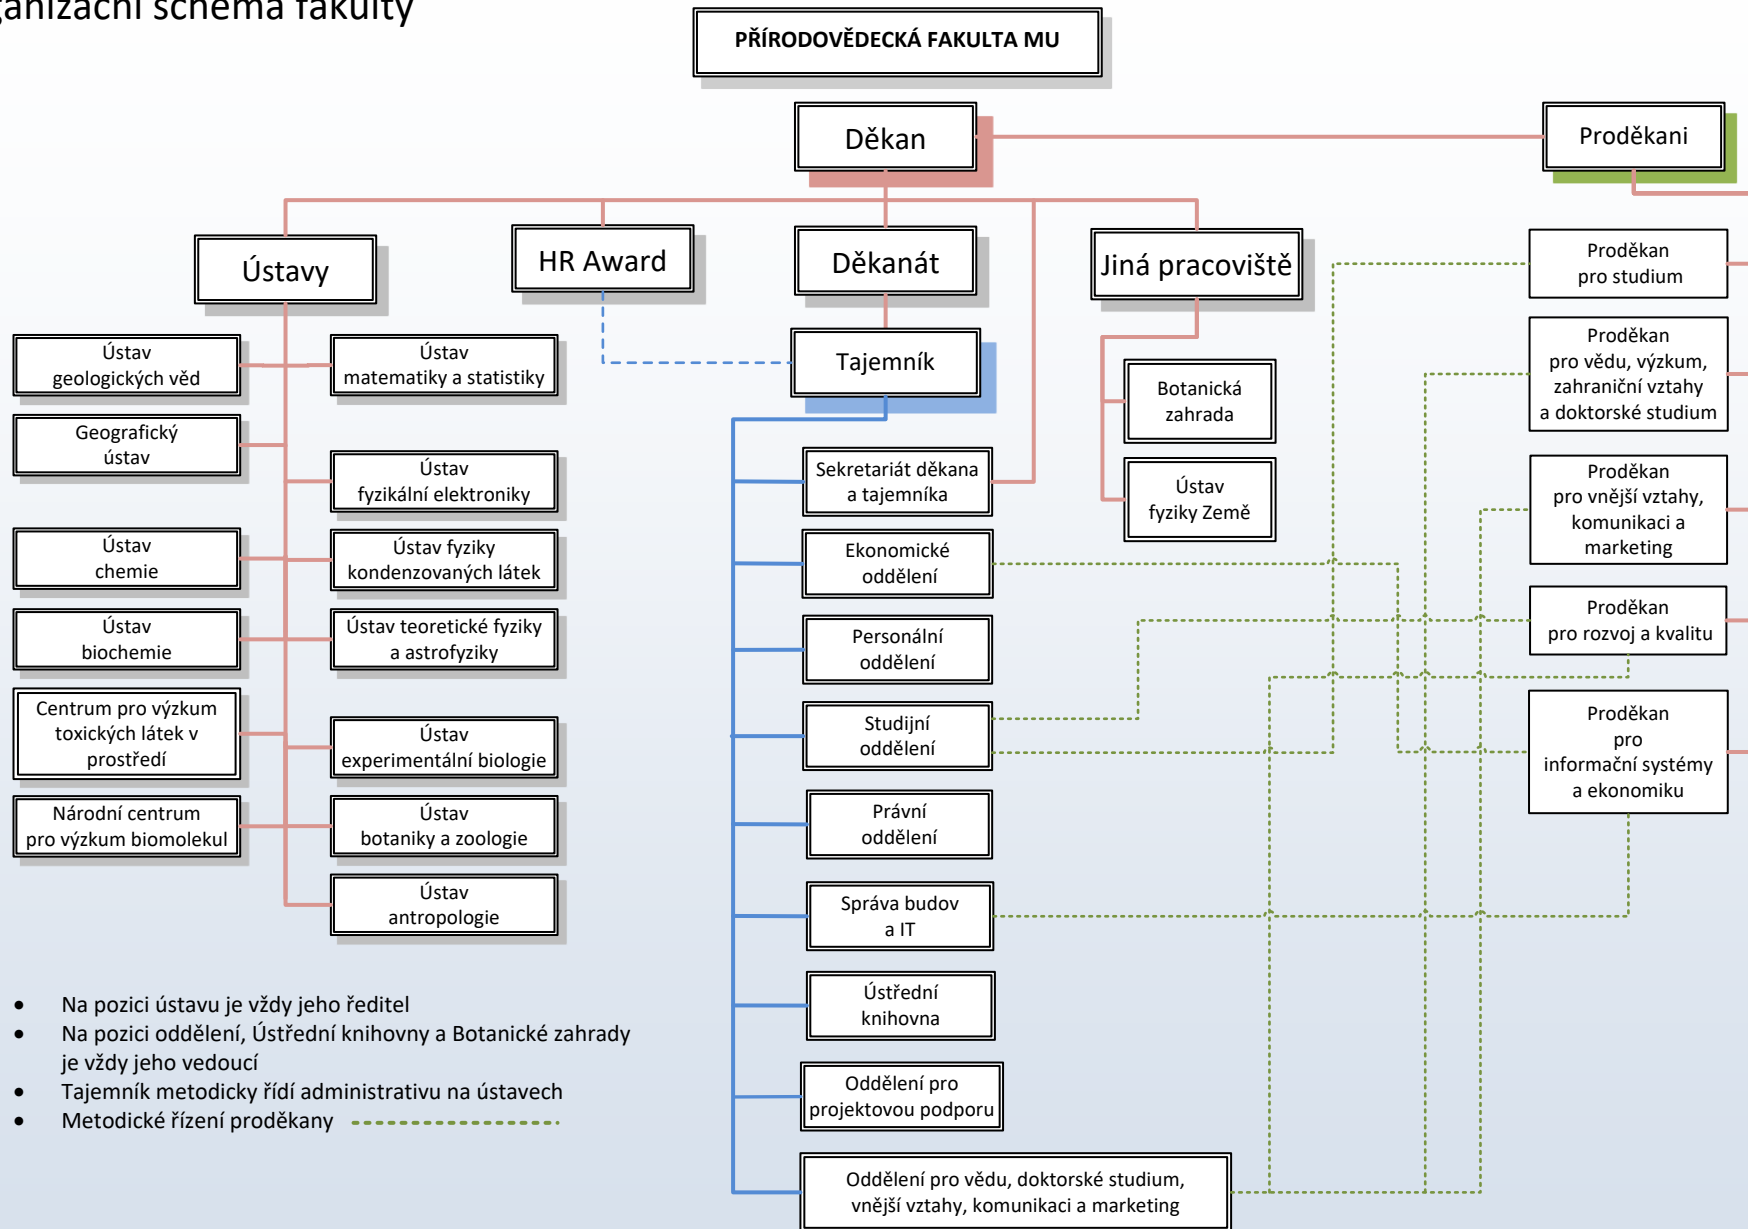 ganizační schéma fakulty
PŘÍRODOVĚDECKÁ FAKULTA MU
Děkan
Proděkani
Ústavy
HR Award
Děkanát
Jiná pracoviště
Tajemník
Ústav
geologických věd
Ústav
matematiky a statistiky
Geografický
ústav
Ústav
fyzikální elektroniky
Ústav
chemie
Ústav fyziky
kondenzovaných látek
Ústav
biochemie
Ústav teoretické fyziky
a astrofyziky
Centrum pro výzkum
toxických látek v
prostředí
Ústav
experimentální biologie
Národní centrum
pro výzkum biomolekul
Ústav
botaniky a zoologie
Ústav
antropologie
Sekretariát děkana
a tajemníka
Ekonomické
oddělení
Personální
oddělení
Studijní
oddělení
Právní
oddělení
Správa budov
a IT
Ústřední
knihovna
Oddělení pro
projektovou podporu
Oddělení pro vědu, doktorské studium,
vnější vztahy, komunikaci a marketing
Botanická
zahrada
Ústav
fyziky Země
Proděkan
pro studium
Proděkan
pro vědu, výzkum,
zahraniční vztahy
a doktorské studium
Proděkan
pro vnější vztahy,
komunikaci a
marketing
Proděkan
pro rozvoj a kvalitu
Proděkan
pro
informační systémy
a ekonomiku
• Na pozici ústavu je vždy jeho ředitel
• Na pozici oddělení, Ústřední knihovny a Botanické zahrady
je vždy jeho vedoucí
• Tajemník metodicky řídí administrativu na ústavech
• Metodické řízení proděkany